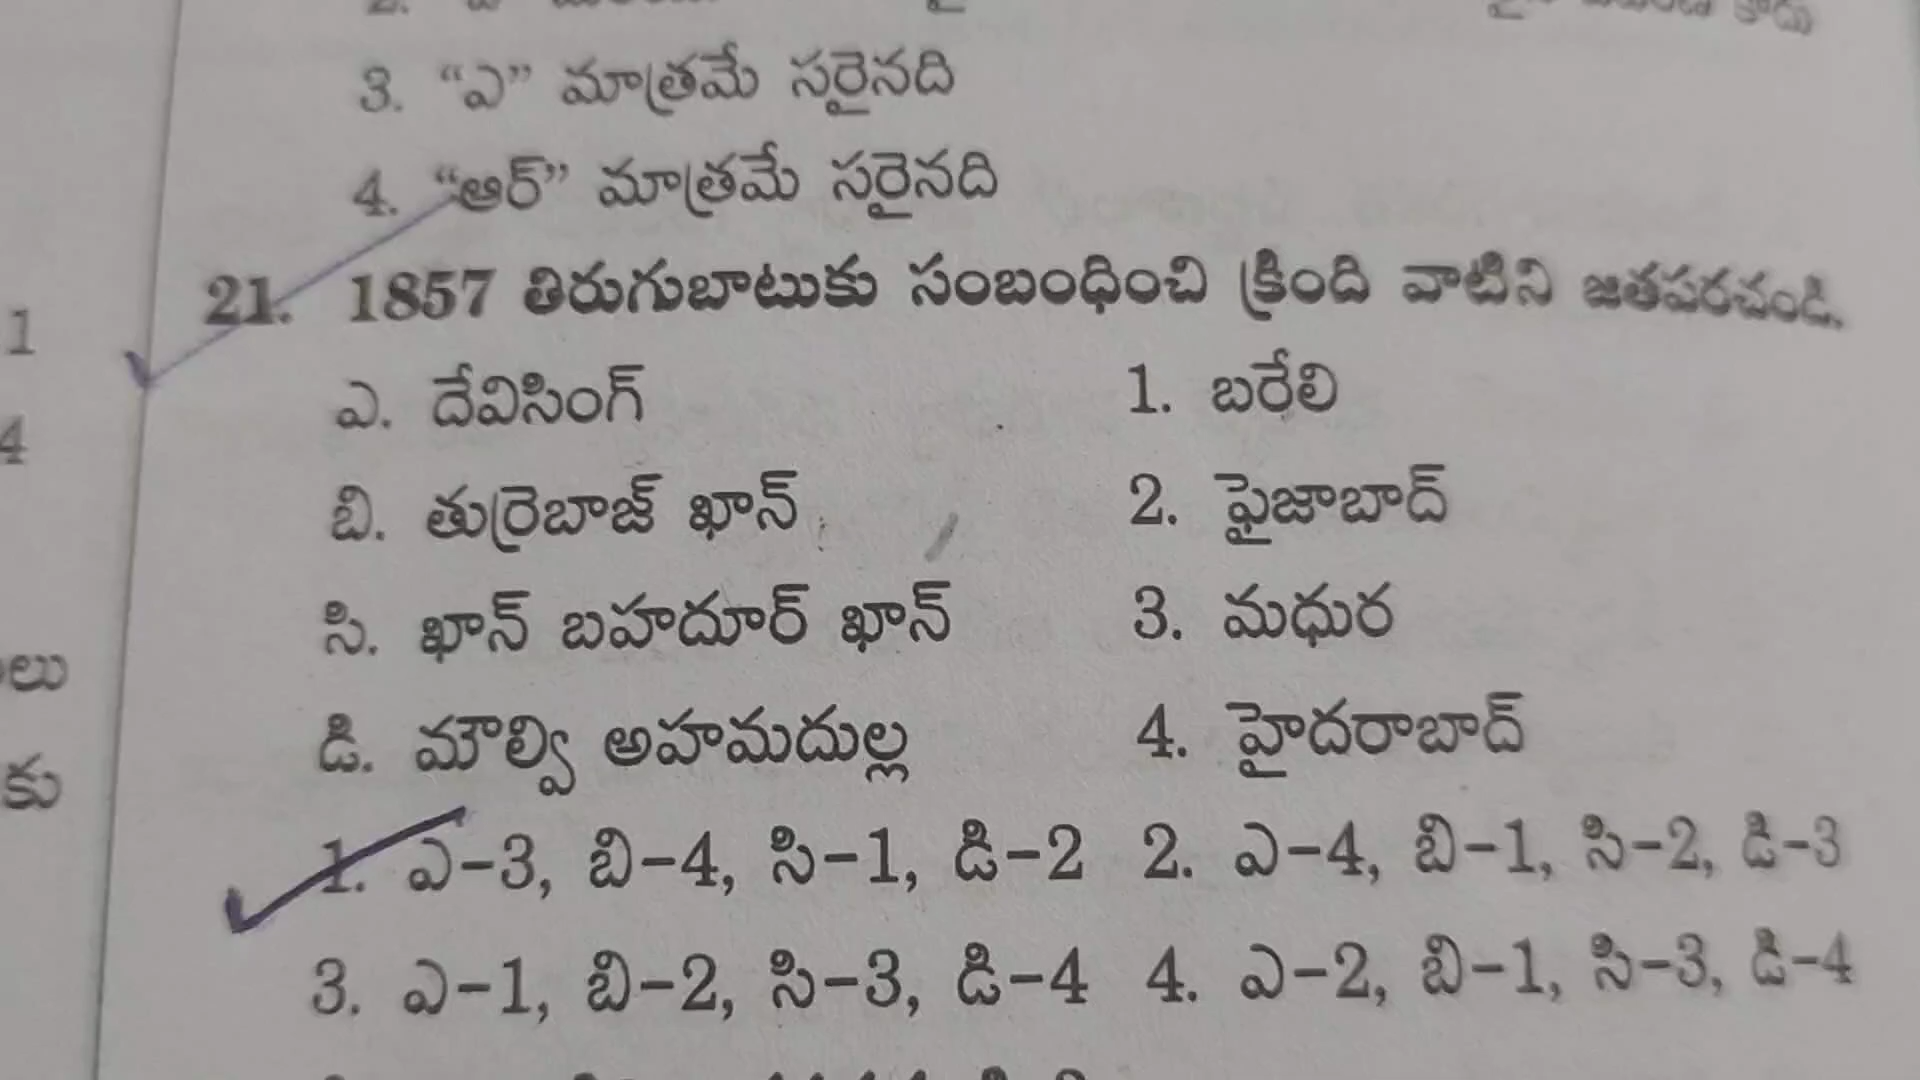 3. "ఎ" మాత్రమే సరైనది
4. "ఆర్" మాత్రమే సరైనది
21. 1857 తిరుగుబాటుకు సంబంధించి క్రింది వాటిని జతపరచండి.
1
ఎ. దేవిసింగ్ 1. బరేలి
4
బి. తుర్రెబాజ్ ఖాన్ 2. ఫైజాబాద్
సి. ఖాన్ బహదూర్ ఖాన్ 3. మధుర
లు
డి. మౌల్వి అహమదుల్ల 4. హైదరాబాద్
కు
1. ఎ-3, బి-4, సి-1, డి-2 2. ఎ-4, బి-1, సి-2, డి-3
3. ఎ-1, బి-2, సి-3, డి-4 4. ఎ-2, బి-1, సి-3, డి-4